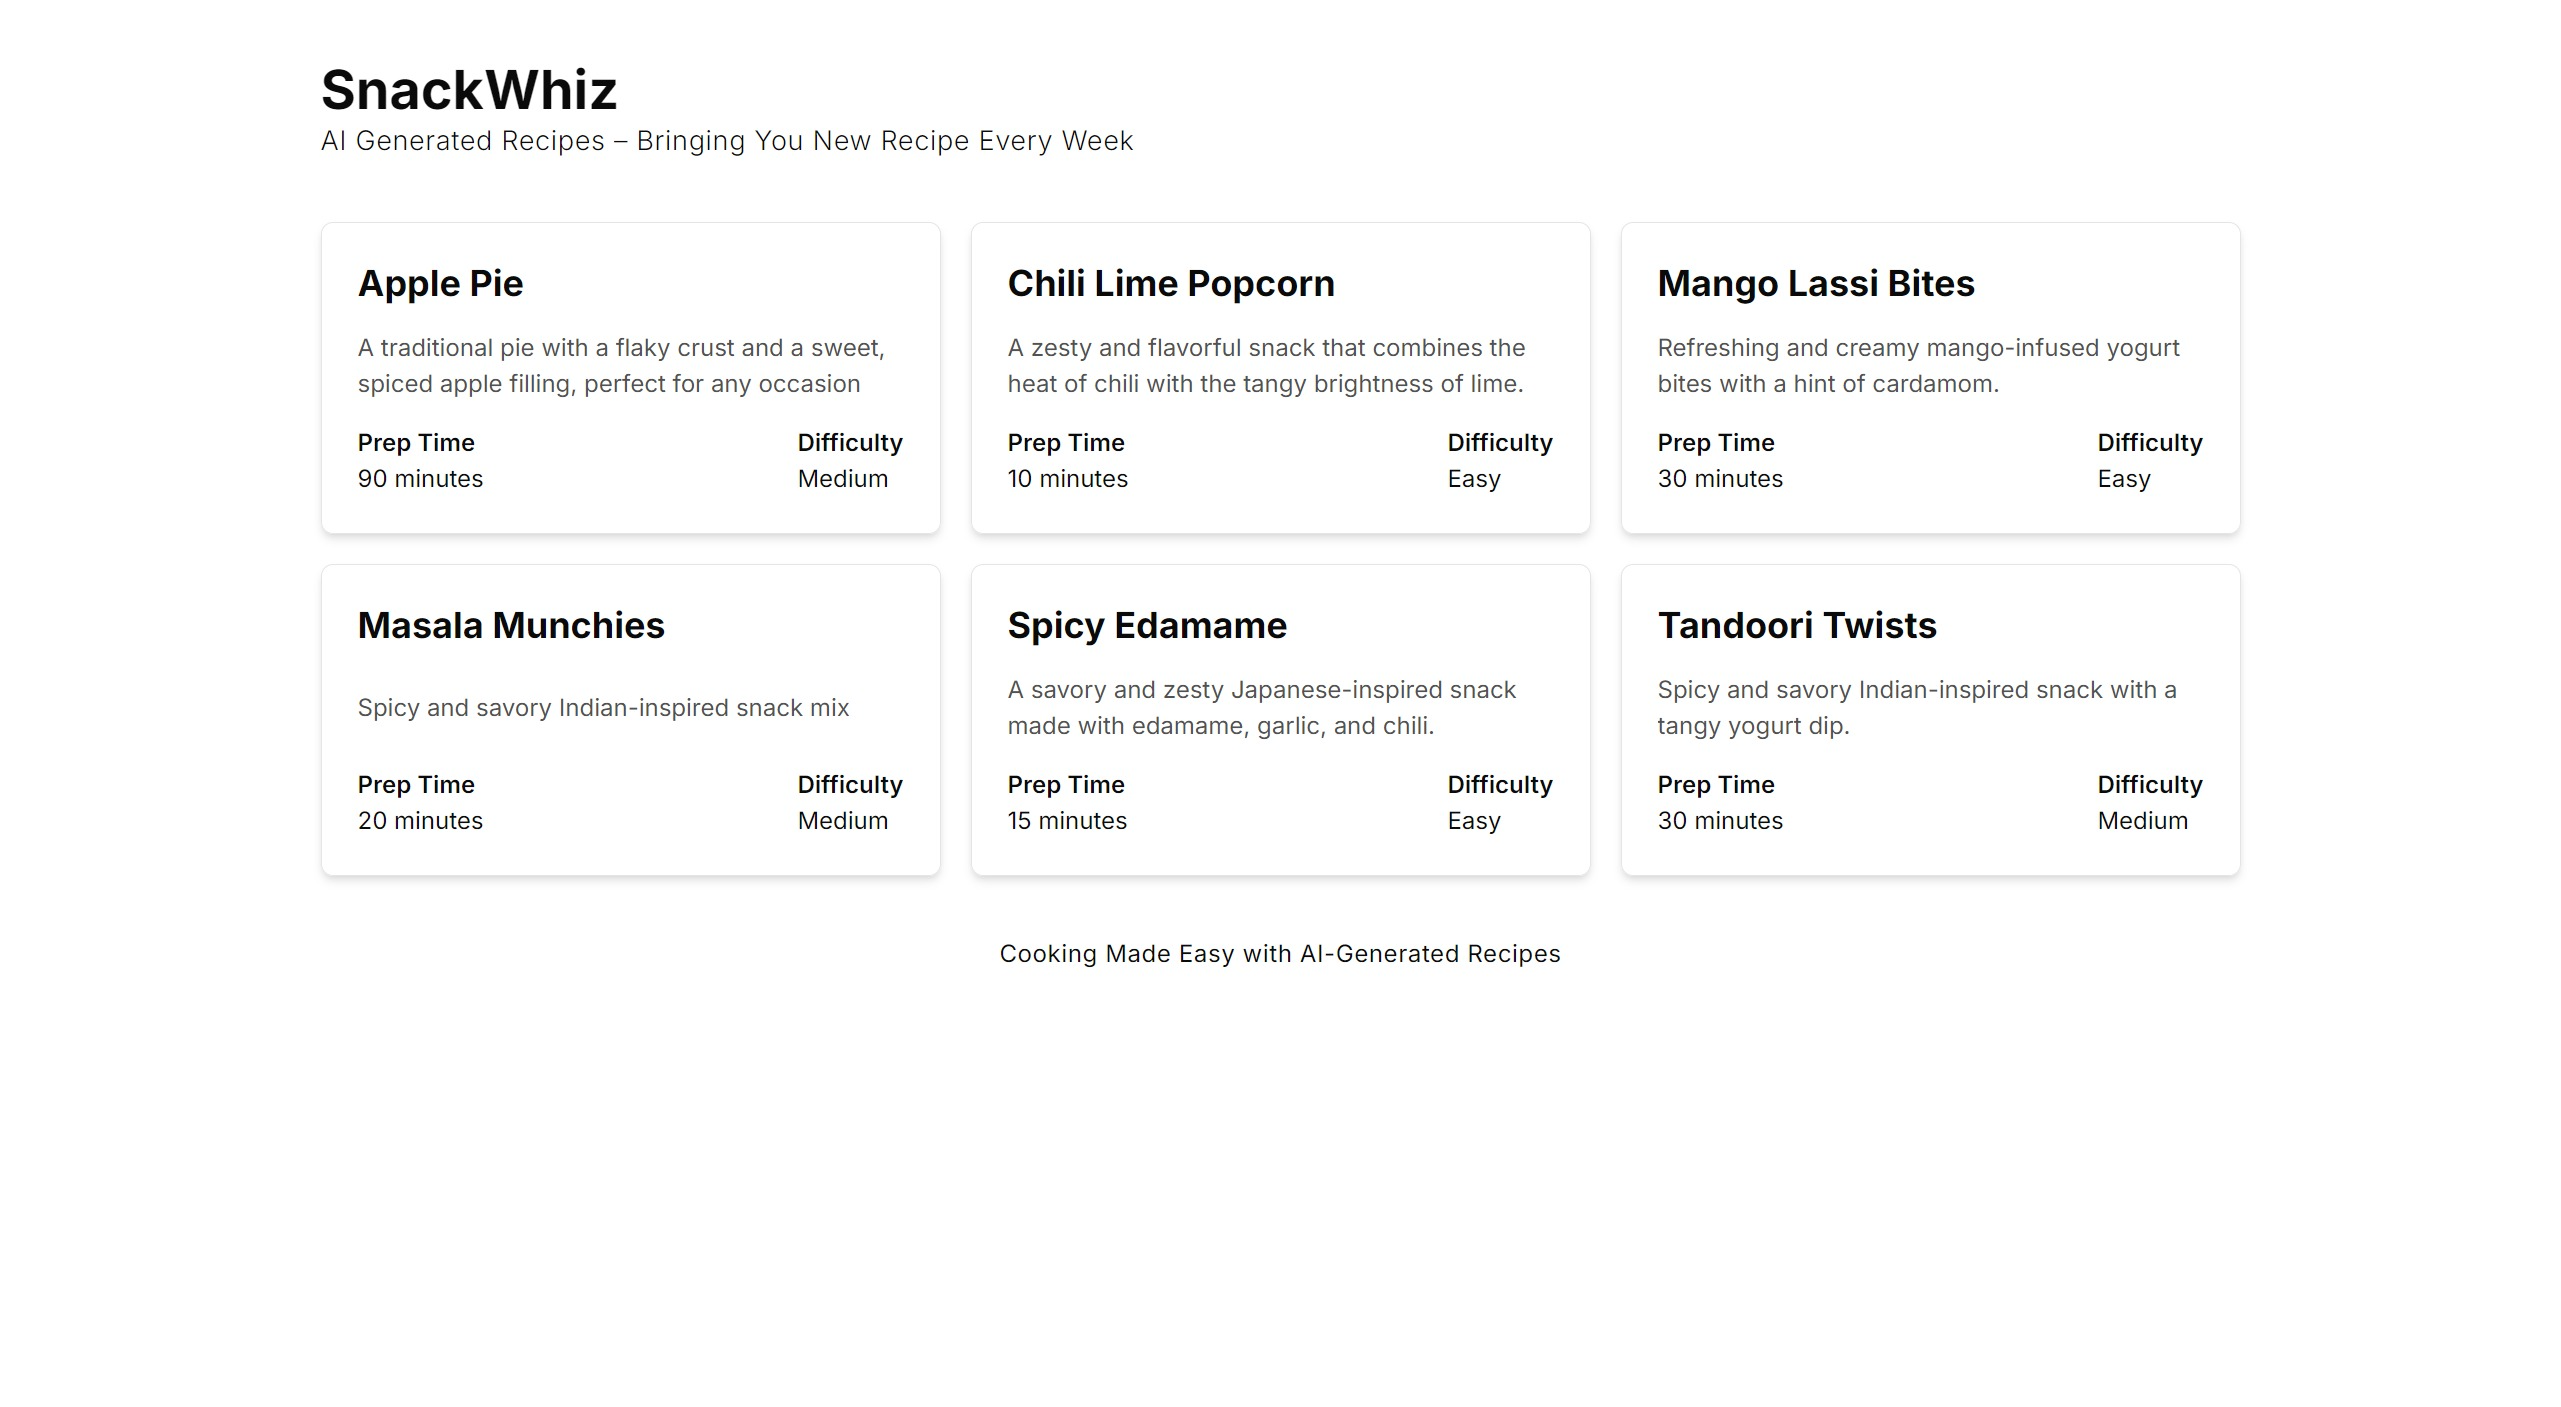 SnackWhiz
AI Generated Recipes – Bringing You New Recipe Every Week
Apple Pie
A traditional pie with a flaky crust and a sweet,
spiced apple filling, perfect for any occasion
Prep Time
90 minutes
Difficulty
Medium
Chili Lime Popcorn
A zesty and flavorful snack that combines the
heat of chili with the tangy brightness of lime.
Prep Time
10 minutes
Difficulty
Easy
Mango Lassi Bites
Refreshing and creamy mango-infused yogurt
bites with a hint of cardamom.
Prep Time
30 minutes
Difficulty
Easy
Masala Munchies
Spicy and savory Indian-inspired snack mix
Prep Time
20 minutes
Difficulty
Medium
Spicy Edamame
A savory and zesty Japanese-inspired snack
made with edamame, garlic, and chili.
Prep Time
15 minutes
Difficulty
Easy
Tandoori Twists
Spicy and savory Indian-inspired snack with a
tangy yogurt dip.
Prep Time
30 minutes
Difficulty
Medium
Cooking Made Easy with AI-Generated Recipes